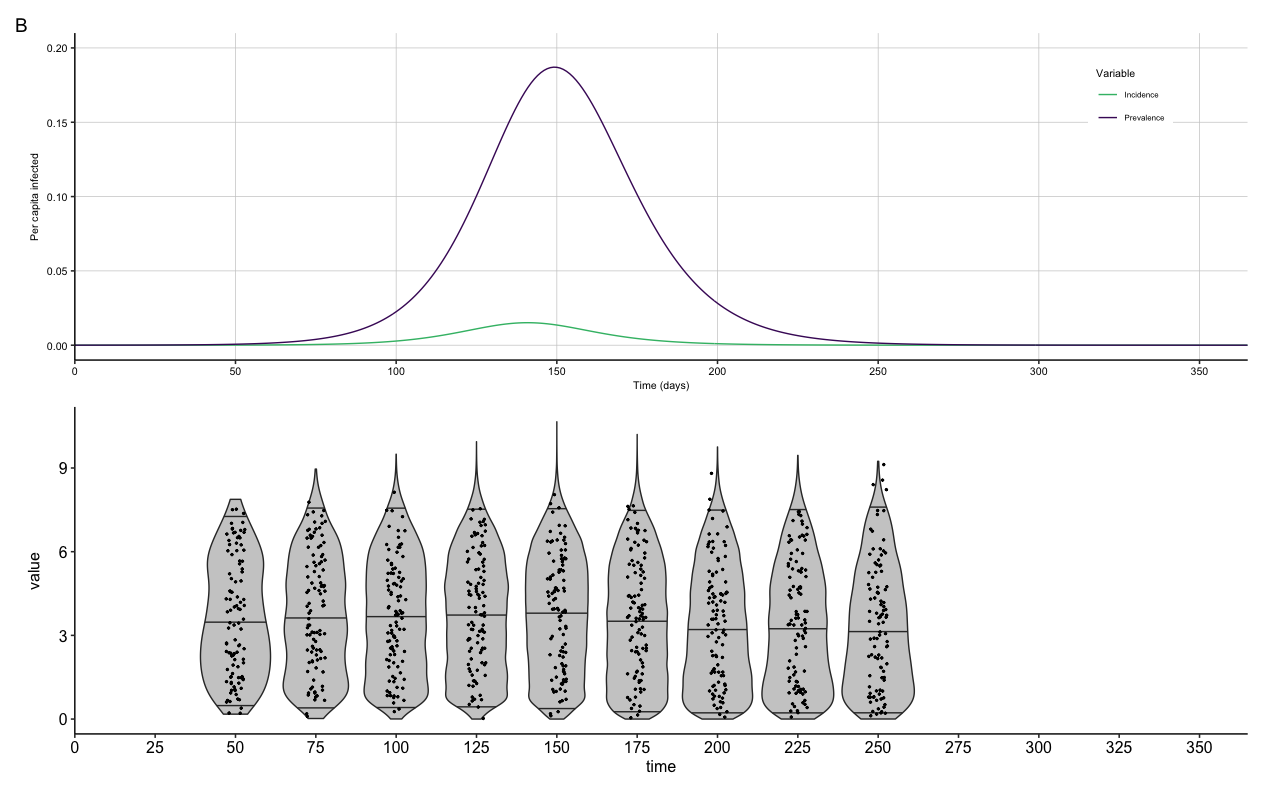 B
Per capita infected
0.20
0.15
0.10
0.05
0.00
Variable
Incidence
Prevalence
0 50 100 150 200 250 300 350
Time (days)
value
9
6
3
0
0 25 50 75 100 125 150 175 200 225 250 275 300 325 350
time